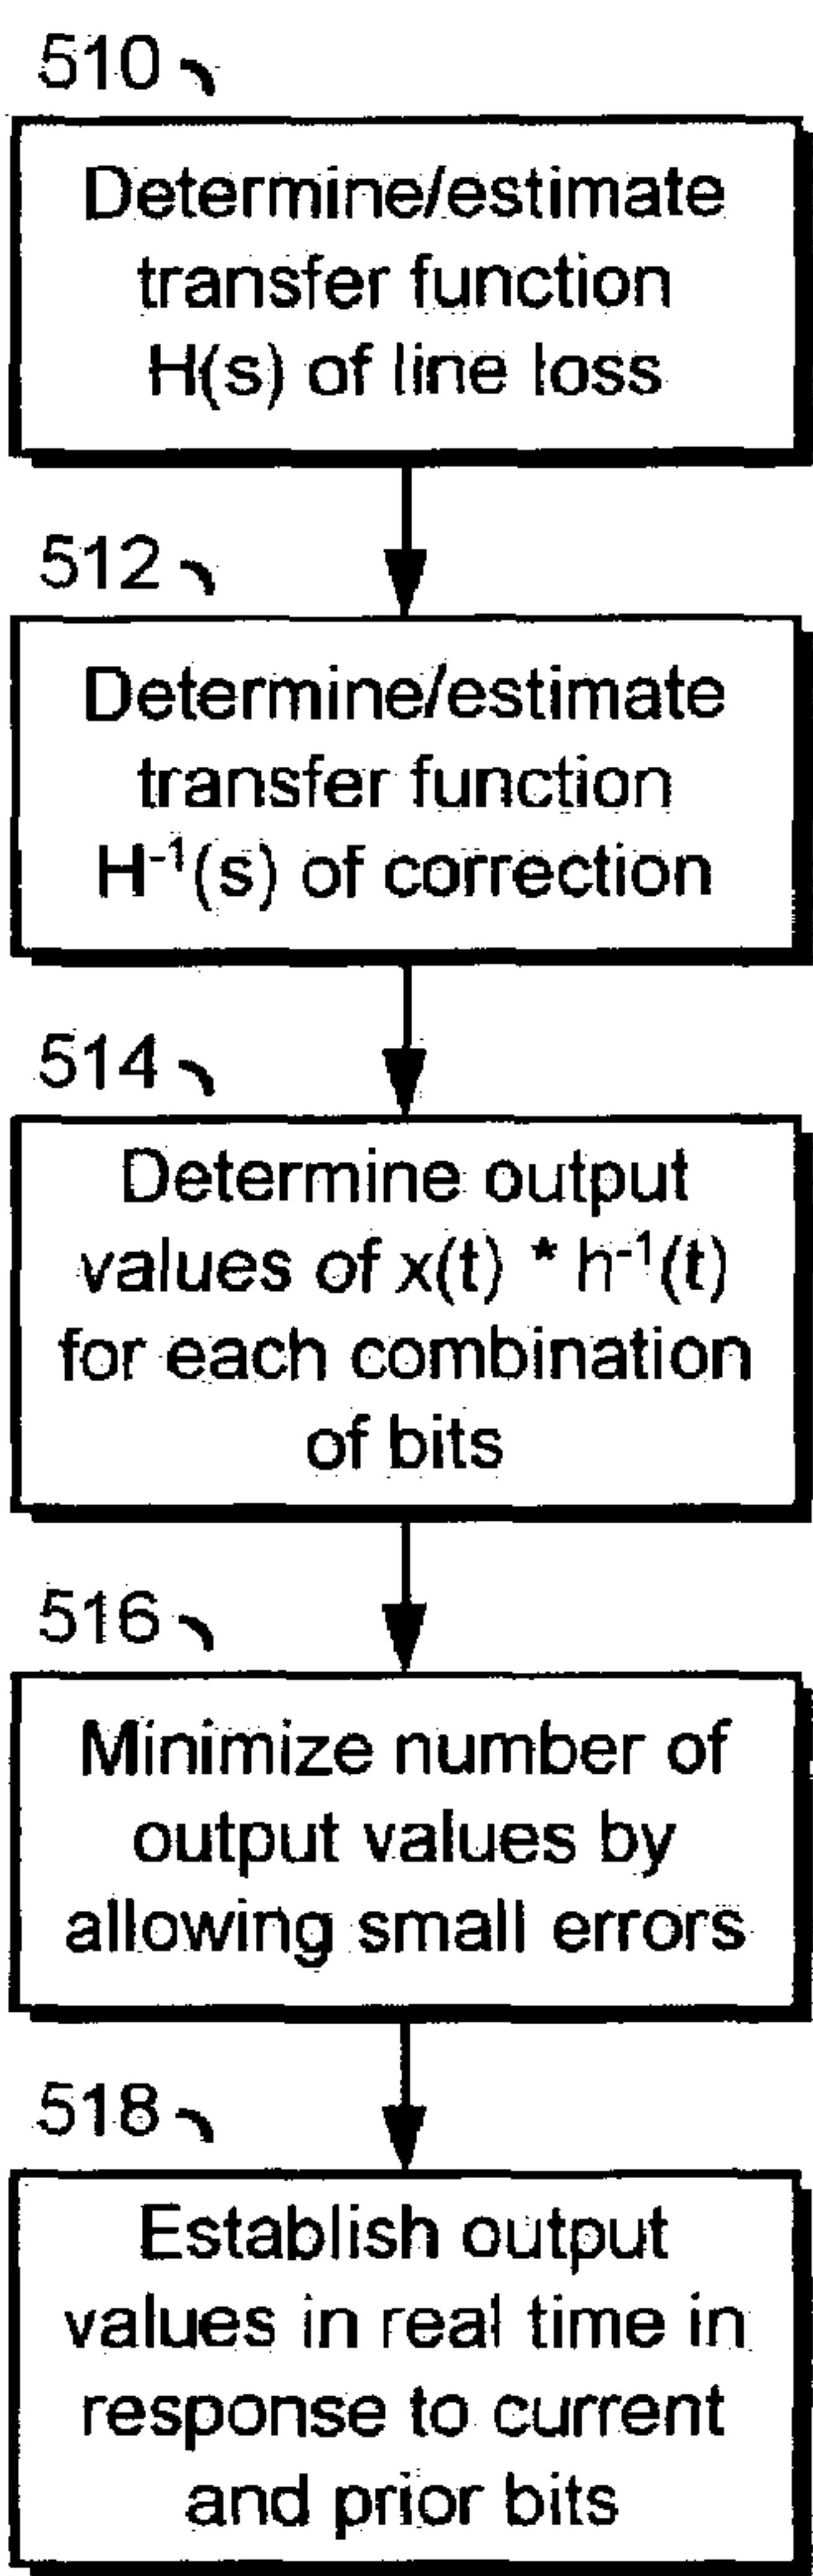 510
Determine/estimate
transfer function
H(s) of line loss
512
Determine/estimate
transfer function
H⁻¹(s) of correction
514
Determine output
values of x(t) * h⁻¹(t)
for each combination
of bits
516
Minimize number of
output values by
allowing small errors
518
Establish output
values in real time in
response to current
and prior bits